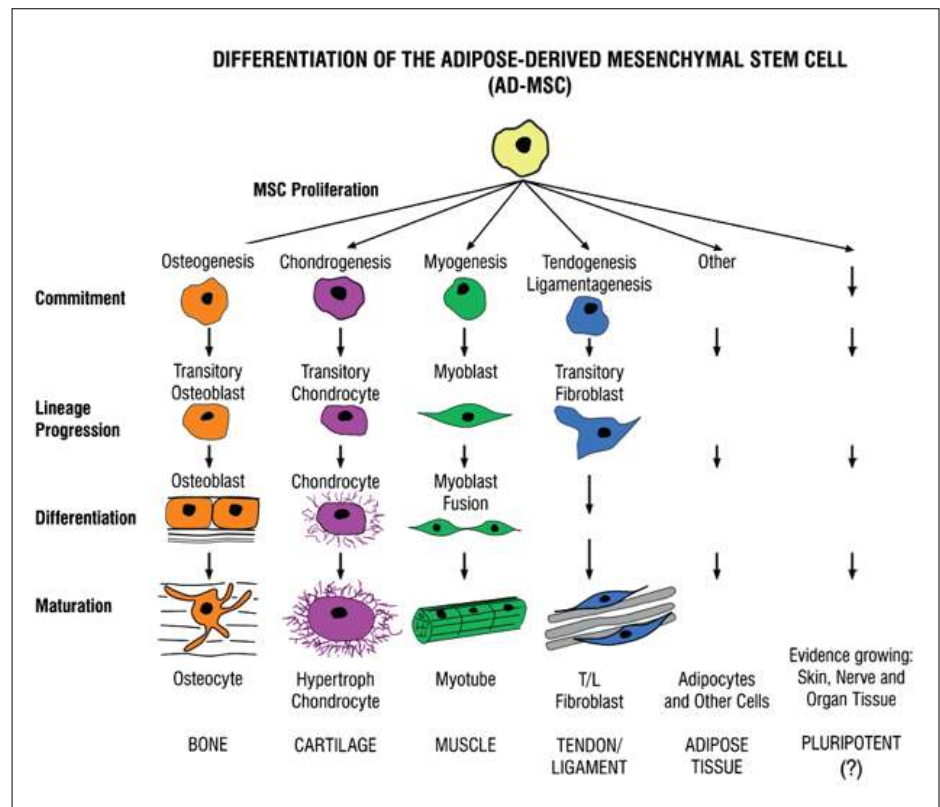 DIFFERENTIATION OF THE ADIPOSE-DERIVED MESENCHYMAL STEM CELL
(AD-MSC)
MSC Proliferation
Osteogenesis
Chondrogenesis
Myogenesis
Tendogenesis
Ligamentagenesis
Other
Commitment
Transitory
Osteoblast
Transitory
Chondrocyte
Myoblast
Transitory
Fibroblast
Lineage
Progression
Osteoblast
Chondrocyte
Myoblast
Fusion
Differentiation
Maturation
Osteocyte
Hypertroph
Chondrocyte
Myotube
T/L
Fibroblast
Adipocytes
and Other Cells
Evidence growing:
Skin, Nerve and
Organ Tissue
BONE
CARTILAGE
MUSCLE
TENDON/
LIGAMENT
ADIPOSE
TISSUE
PLURIPOTENT
(?)